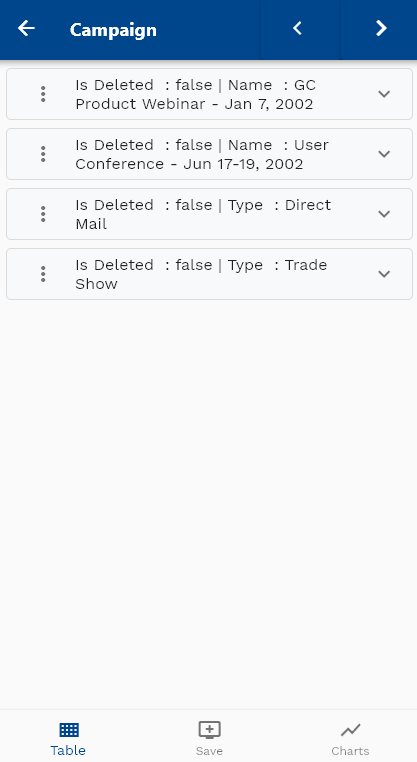 Campaign
Is Deleted : false | Name : GC
Product Webinar - Jan 7, 2002
Is Deleted : false | Name : User
Conference - Jun 17-19, 2002
Is Deleted : false | Type : Direct
Mail
Is Deleted : false | Type : Trade
Show
Table Save Charts